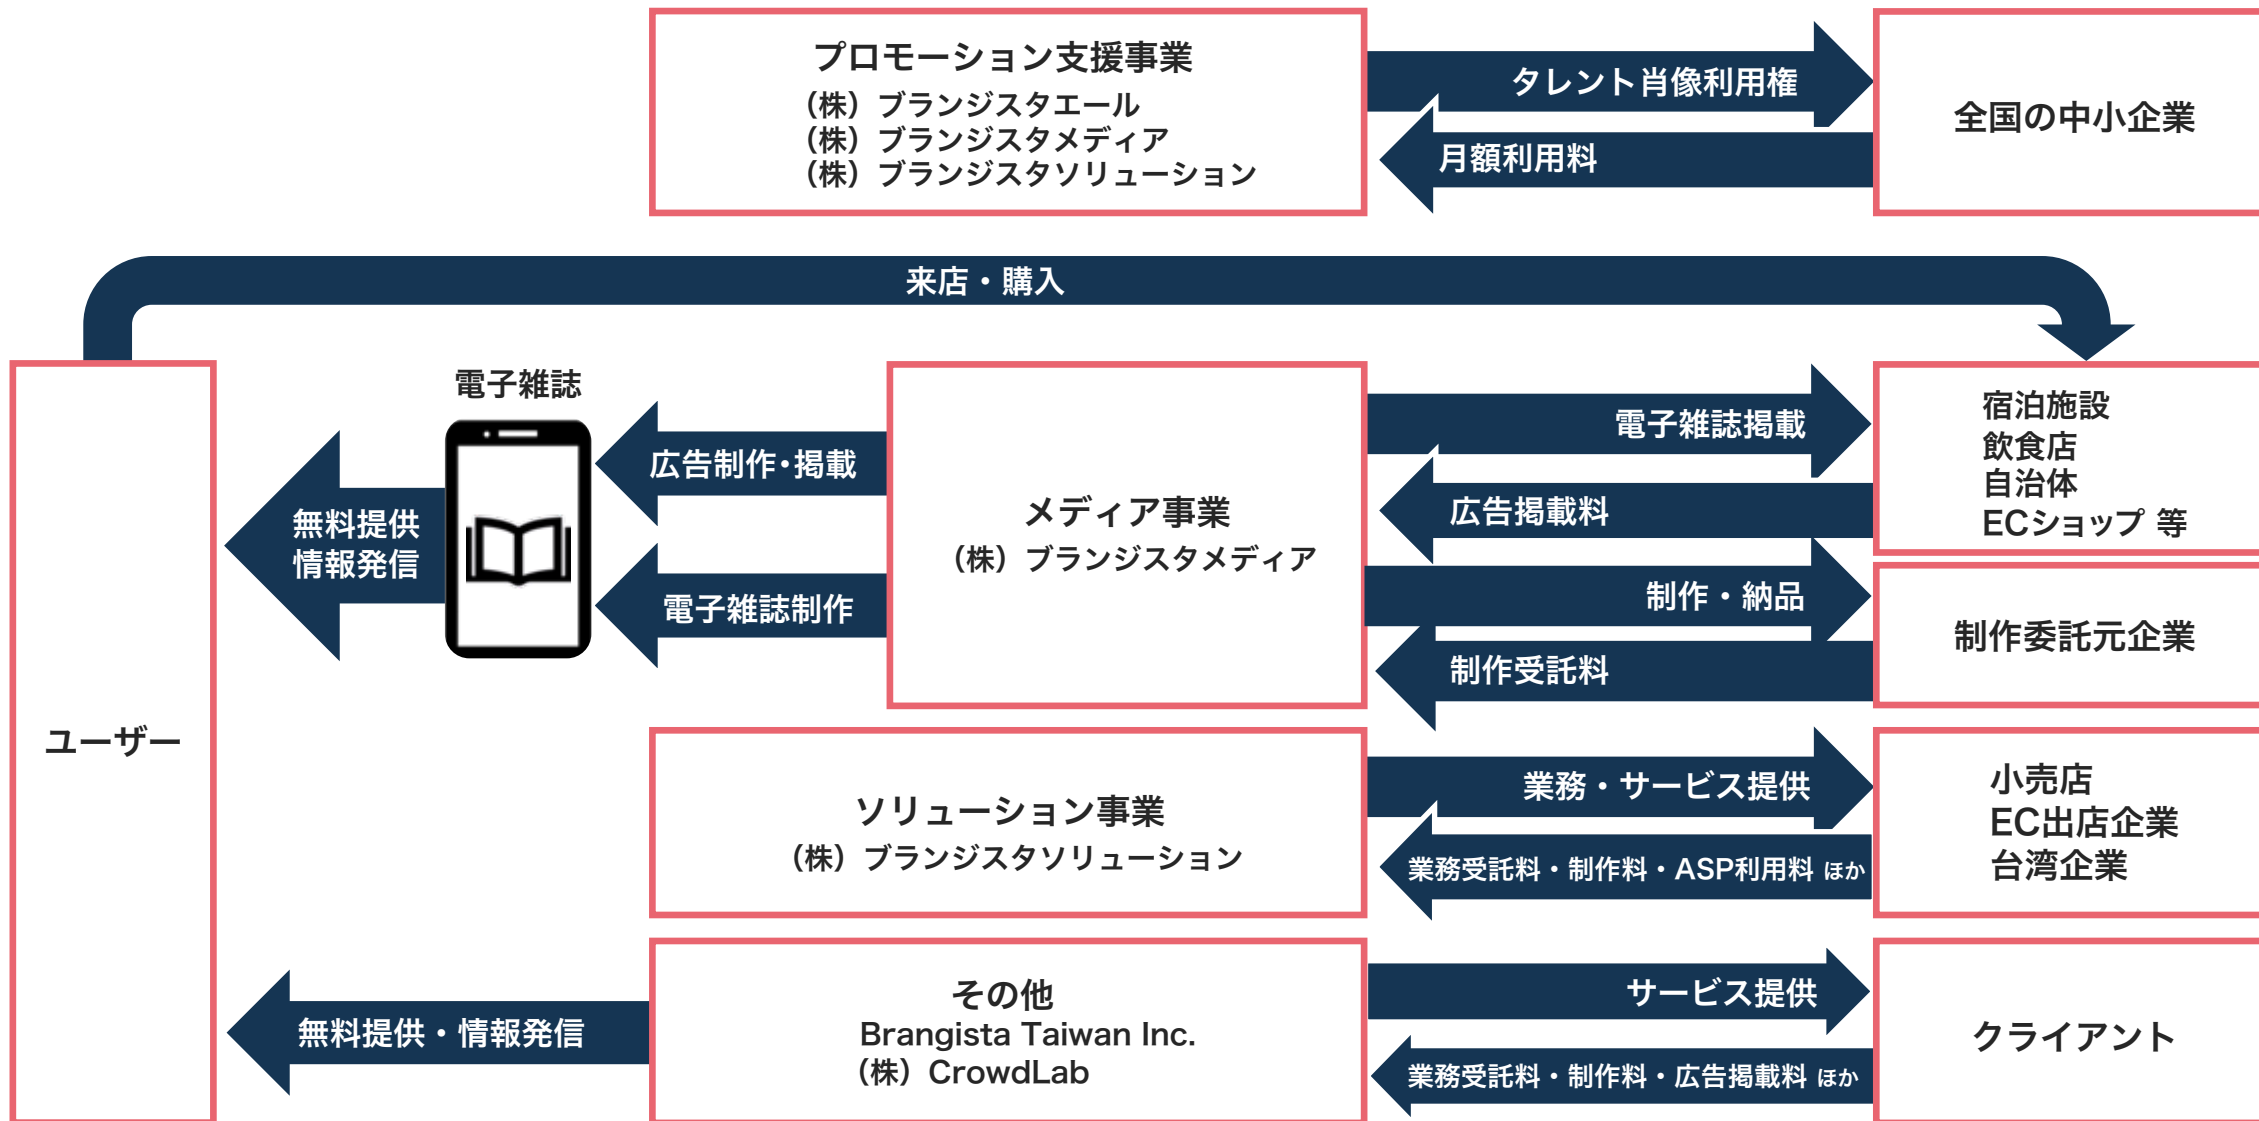 プロモーション支援事業
（株）ブランジスタエール
（株）ブランジスタメディア
（株）ブランジスタソリューション
タレント肖像利用権
月額利用料
全国の中小企業
来店・購入
ユーザー
電子雑誌
無料提供
情報発信
広告制作・掲載
電子雑誌制作
メディア事業
（株）ブランジスタメディア
電子雑誌掲載
広告掲載料
制作・納品
制作受託料
宿泊施設
飲食店
自治体
ECショップ 等
制作委託元企業
ソリューション事業
（株）ブランジスタソリューション
業務・サービス提供
業務受託料・制作料・ASP利用料 ほか
小売店
EC出店企業
台湾企業
無料提供・情報発信
その他
Brangista Taiwan Inc.
（株）CrowdLab
サービス提供
業務受託料・制作料・広告掲載料 ほか
クライアント